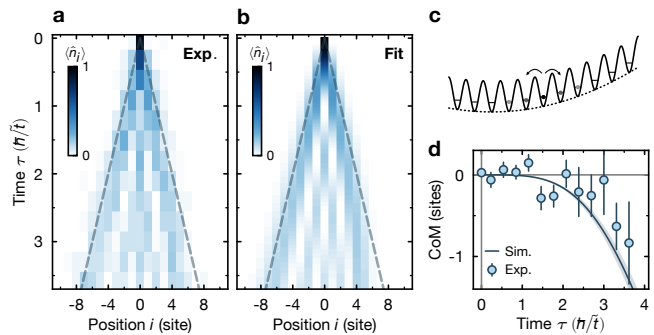 a
⟨n̂ᵢ⟩
1
0
Exp.
0
1
2
3
Time τ (ħ/t̃)
-8
-4
0
4
8
Position i (site)
b
⟨n̂ᵢ⟩
1
0
Fit
-8
-4
0
4
8
Position i (site)
c
d
0
-1
CoM (sites)
Sim.
Exp.
0
1
2
3
4
Time τ (ħ/t̃)